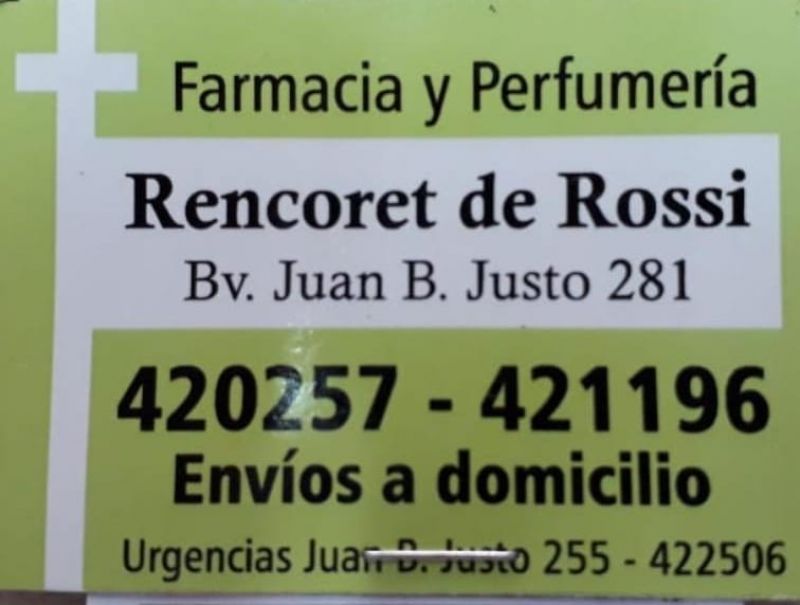 Farmacia y Perfumería
Rencoret de Rossi
Bv. Juan B. Justo 281
420257 - 421196
Envíos a domicilio
Urgencias Juan B. Justo 255 - 422506